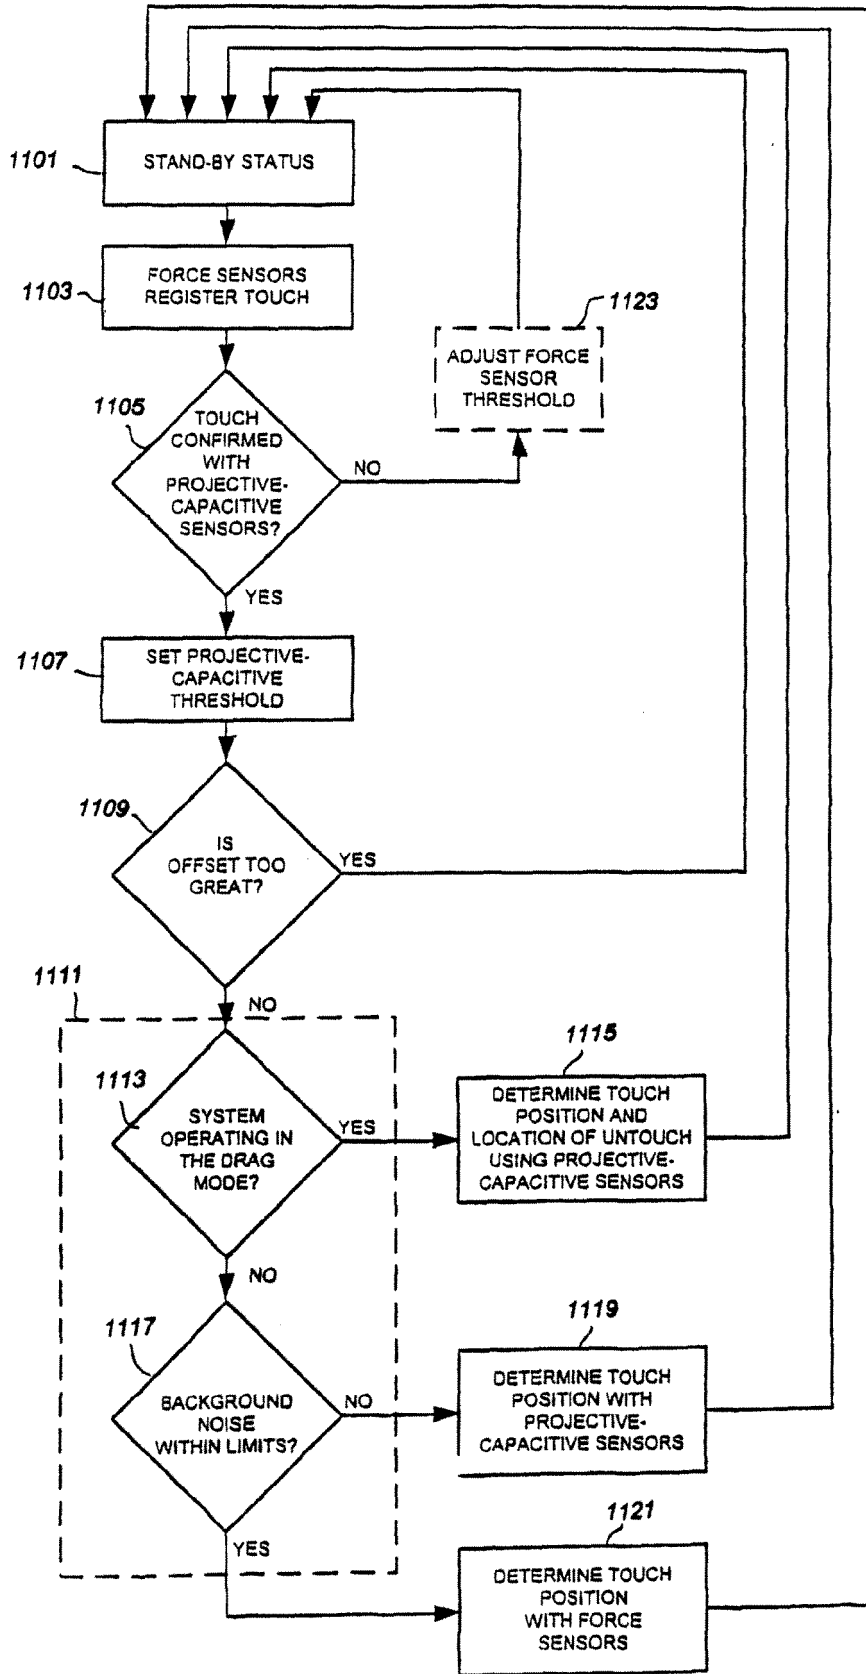 1101
STAND-BY STATUS
1103
FORCE SENSORS
REGISTER TOUCH
1123
ADJUST FORCE
SENSOR
THRESHOLD
1105
TOUCH
CONFIRMED
WITH
PROJECTIVE-
CAPACITIVE
SENSORS?
NO
YES
1107
SET PROJECTIVE-
CAPACITIVE
THRESHOLD
1109
IS
OFFSET TOO
GREAT?
YES
NO
1111
1113
SYSTEM
OPERATING IN
THE DRAG
MODE?
YES
1115
DETERMINE TOUCH
POSITION AND
LOCATION OF UNTOUCH
USING PROJECTIVE-
CAPACITIVE SENSORS
NO
1117
BACKGROUND
NOISE
WITHIN LIMITS?
NO
1119
DETERMINE TOUCH
POSITION WITH
PROJECTIVE-
CAPACITIVE SENSORS
YES
1121
DETERMINE TOUCH
POSITION
WITH FORCE
SENSORS